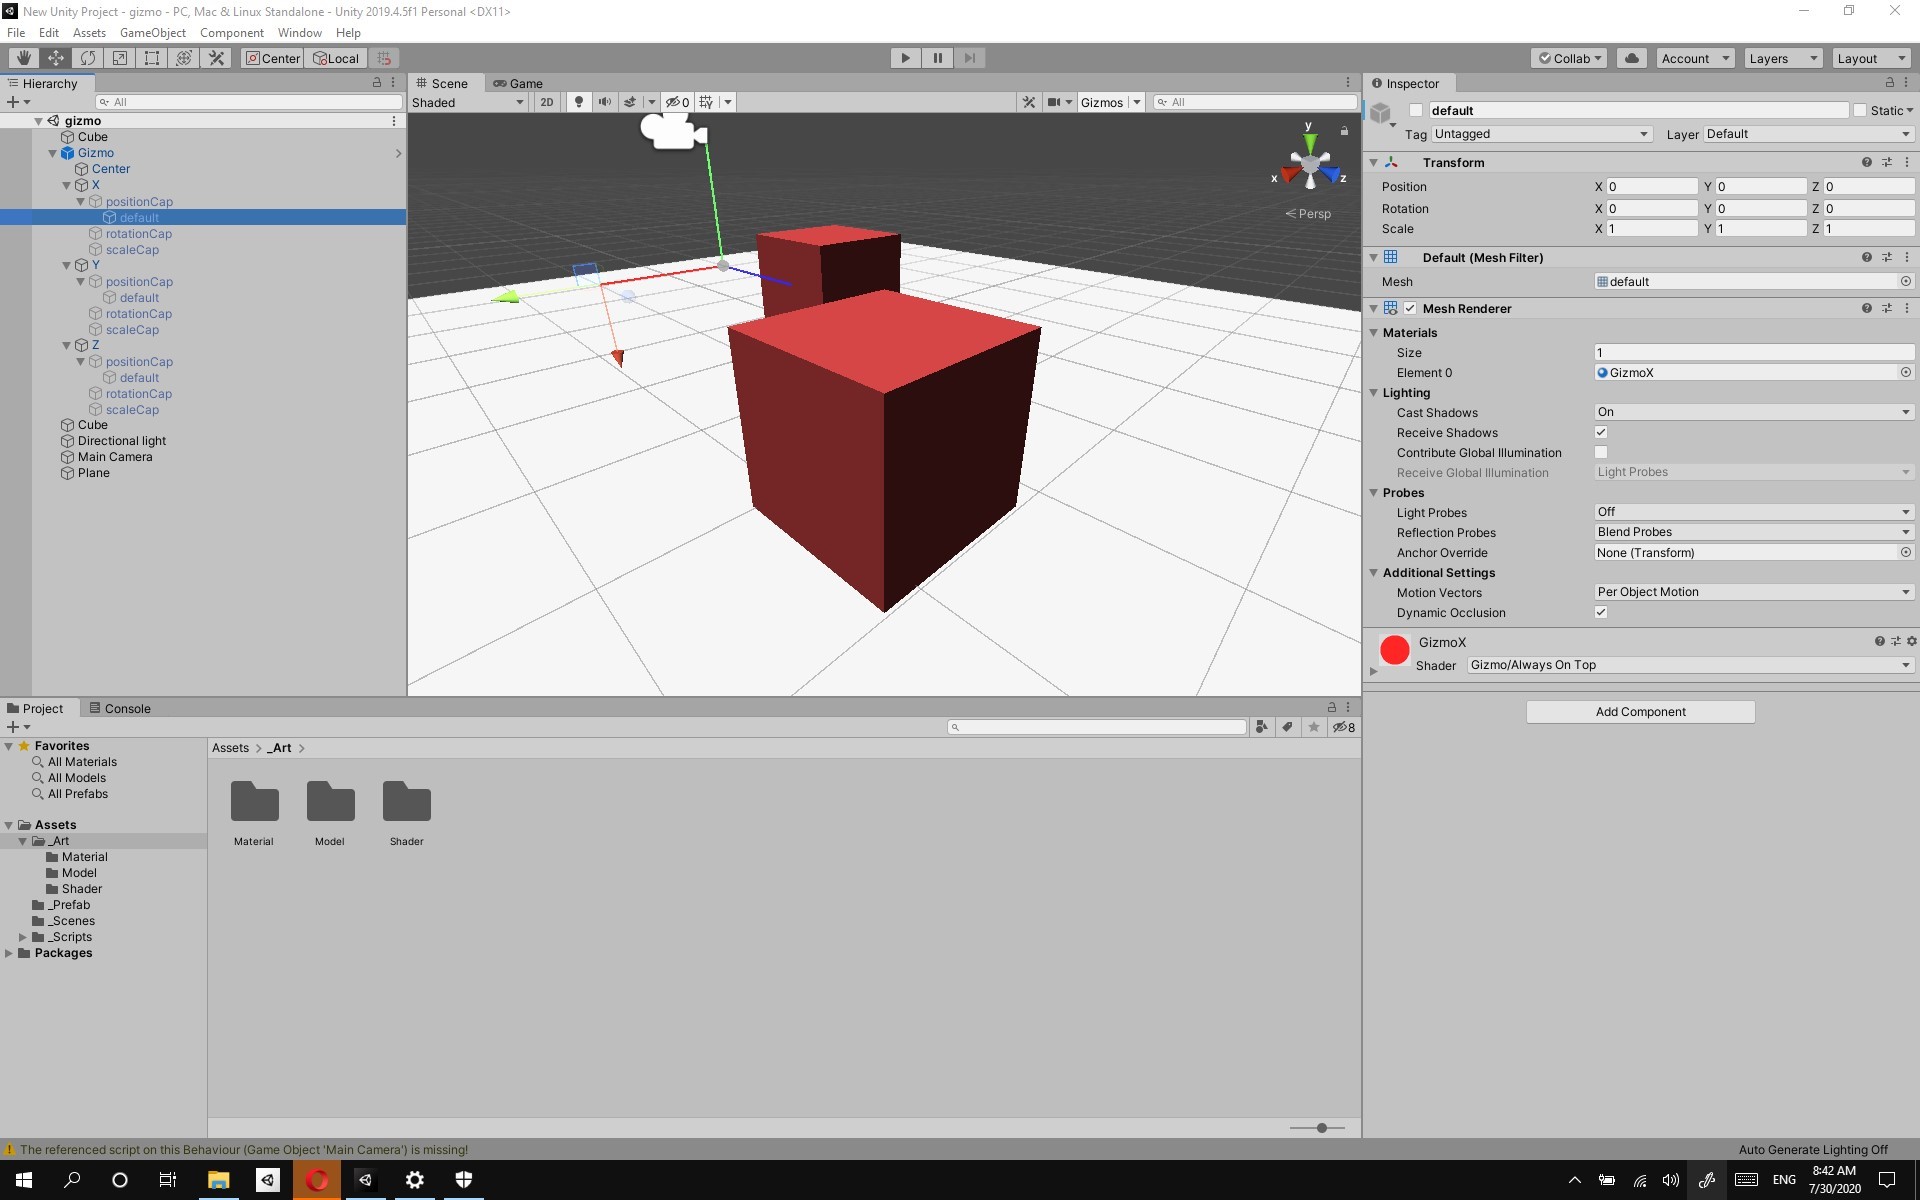 New Unity Project - gizmo - PC, Mac & Linux Standalone - Unity 2019.4.5f1 Personal <DX11>
File Edit Assets GameObject Component Window Help
Center Local Collab Account Layers Layout
Hierarchy
All
gizmo
Cube
Gizmo
Center
X
positionCap
default
rotationCap
scaleCap
Y
positionCap
default
rotationCap
scaleCap
Z
positionCap
default
rotationCap
scaleCap
Cube
Directional light
Main Camera
Plane
Scene Game
Shaded 2D 0 Gizmos All
y
x z
Persp
Inspector
default Static
Tag Untagged Layer Default
Transform
Position X 0 Y 0 Z 0
Rotation X 0 Y 0 Z 0
Scale X 1 Y 1 Z 1
Default (Mesh Filter)
Mesh default
Mesh Renderer
Materials
Size 1
Element 0 GizmoX
Lighting
Cast Shadows On
Receive Shadows
Contribute Global Illumination
Receive Global Illumination Light Probes
Probes
Light Probes Off
Reflection Probes Blend Probes
Anchor Override None (Transform)
Additional Settings
Motion Vectors Per Object Motion
Dynamic Occlusion
GizmoX
Shader Gizmo/Always On Top
Add Component
Project Console
8
Favorites
All Materials
All Models
All Prefabs
Assets
_Art
Material
Model
Shader
_Prefab
_Scenes
_Scripts
Packages
Assets > _Art >
Material Model Shader
The referenced script on this Behaviour (Game Object 'Main Camera') is missing!
Auto Generate Lighting Off
ENG
8:42 AM
7/30/2020